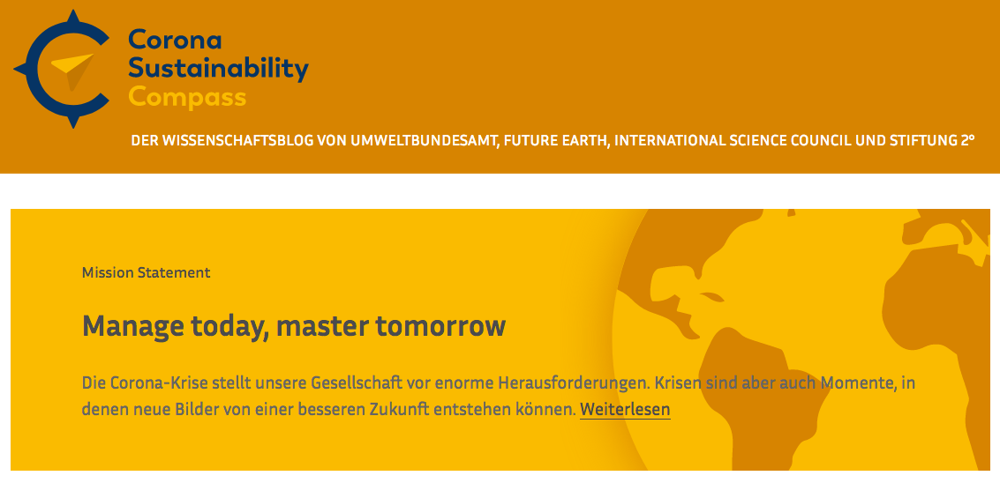 Corona
Sustainability
Compass
DER WISSENSCHAFTSBLOG VON UMWELTBUNDESAMT, FUTURE EARTH, INTERNATIONAL SCIENCE COUNCIL UND STIFTUNG 2°
Mission Statement
Manage today, master tomorrow
Die Corona-Krise stellt unsere Gesellschaft vor enorme Herausforderungen. Krisen sind aber auch Momente, in
denen neue Bilder von einer besseren Zukunft entstehen können. Weiterlesen